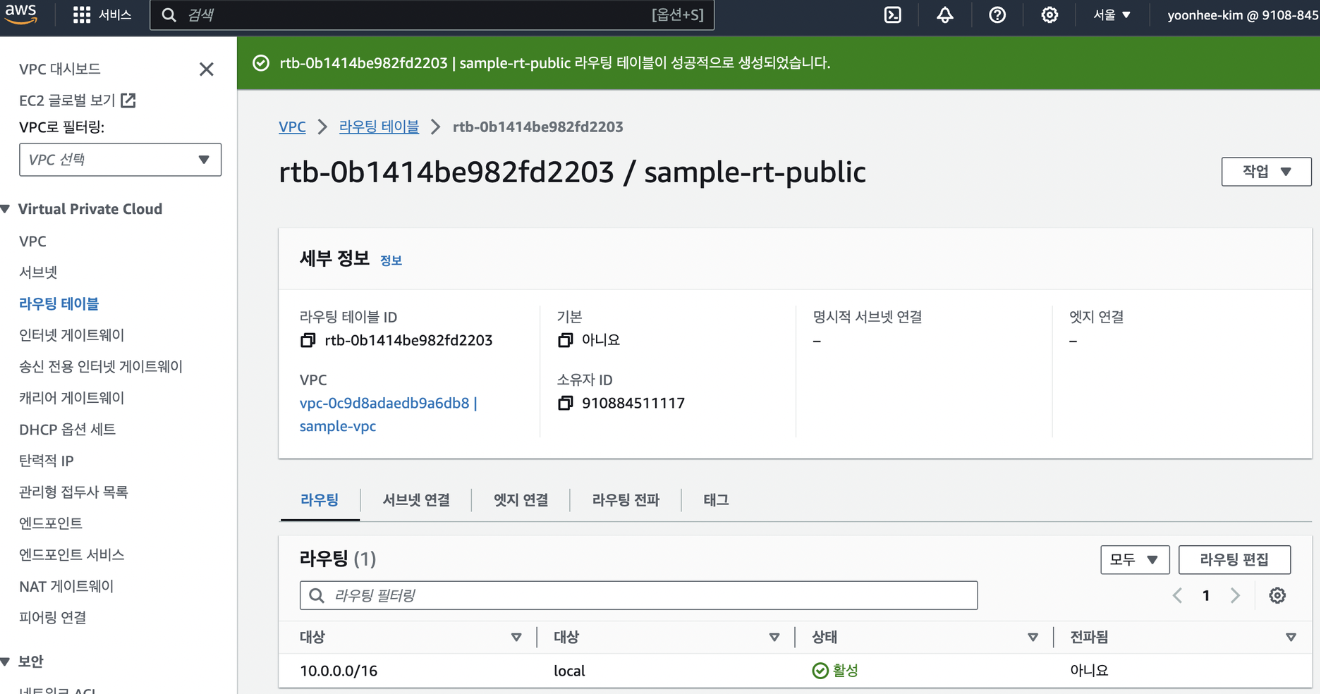 aws
서비스
검색
[옵션+S]
서울 ▼
yoonhee-kim @ 9108-845
VPC 대시보드
EC2 글로벌 보기
VPC로 필터링:
VPC 선택
Virtual Private Cloud
VPC
서브넷
라우팅 테이블
인터넷 게이트웨이
송신 전용 인터넷 게이트웨이
캐리어 게이트웨이
DHCP 옵션 세트
탄력적 IP
관리형 접두사 목록
엔드포인트
엔드포인트 서비스
NAT 게이트웨이
피어링 연결
보안
네트워크 ACL
rtb-0b1414be982fd2203 | sample-rt-public 라우팅 테이블이 성공적으로 생성되었습니다.
VPC > 라우팅 테이블 > rtb-0b1414be982fd2203
rtb-0b1414be982fd2203 / sample-rt-public
작업 ▼
세부 정보 정보
라우팅 테이블 ID
rtb-0b1414be982fd2203
VPC
vpc-0c9d8adaedb9a6db8 |
sample-vpc
기본
아니요
소유자 ID
910884511117
명시적 서브넷 연결
–
엣지 연결
–
라우팅 서브넷 연결 엣지 연결 라우팅 전파 태그
라우팅 (1)
모두 ▼ 라우팅 편집
라우팅 필터링
1
대상 대상 상태 전파됨
10.0.0.0/16 local 활성 아니요